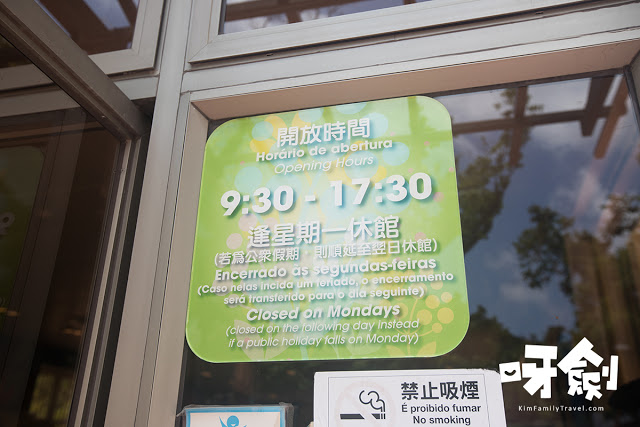 開放時間
Horário de abertura
Opening Hours
9:30 - 17:30
逢星期一休館
(若為公眾假期，則順延至翌日休館)
Encerrado às segundas-feiras
(Caso nelas incida um feriado, o encerramento
será transferido para o dia seguinte)
Closed on Mondays
(closed on the following day instead
if a public holiday falls on Monday)
禁止吸煙
É proibido fumar
No smoking
呀劍
KimFamilyTravel.com